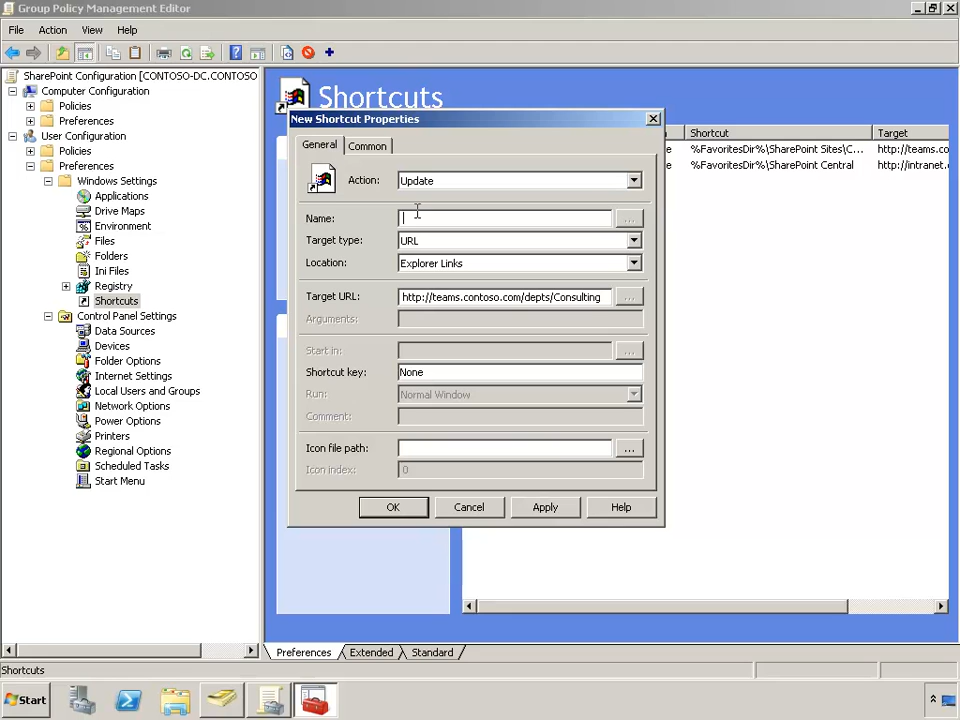 Group Policy Management Editor
File Action View Help
SharePoint Configuration [CONTOSO-DC.CONTOSO
Computer Configuration
Policies
Preferences
User Configuration
Policies
Preferences
Windows Settings
Applications
Drive Maps
Environment
Files
Folders
Ini Files
Registry
Shortcuts
Control Panel Settings
Data Sources
Devices
Folder Options
Internet Settings
Local Users and Groups
Network Options
Power Options
Printers
Regional Options
Scheduled Tasks
Start Menu
Shortcuts
Shortcut Target
e %FavoritesDir%\SharePoint Sites\C... http://teams.co
e %FavoritesDir%\SharePoint Central http://intranet.
New Shortcut Properties
General Common
Action: Update
Name: ...
Target type: URL
Location: Explorer Links
Target URL: http://teams.contoso.com/depts/Consulting ...
Arguments:
Start in: ...
Shortcut key: None
Run: Normal Window
Comment:
Icon file path: ...
Icon index: 0
OK Cancel Apply Help
Preferences Extended Standard
Shortcuts
Start